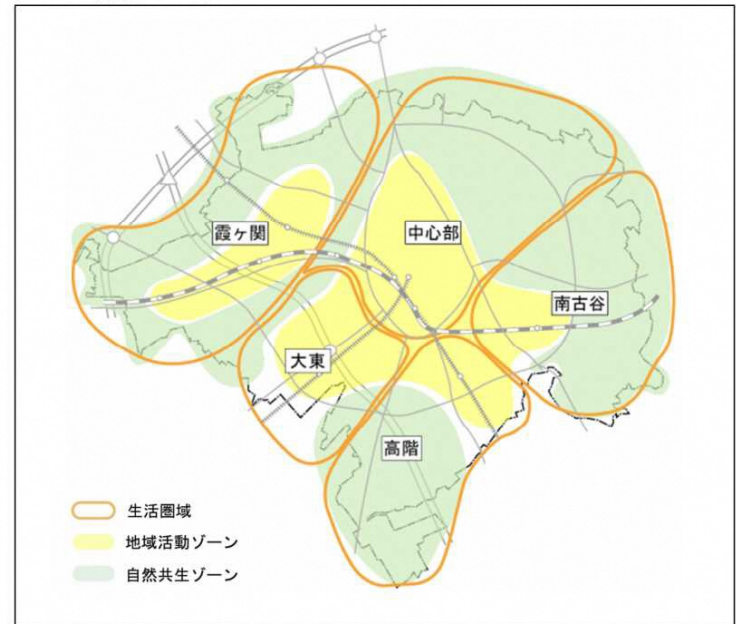 霞ヶ関
中心部
南古谷
大東
高階
生活圏域
地域活動ゾーン
自然共生ゾーン